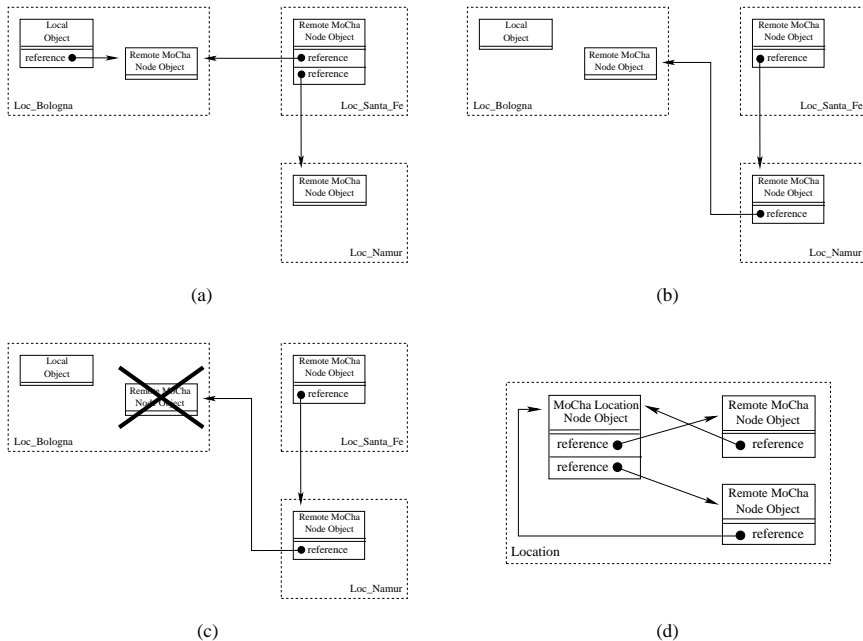 Local
Object
reference
Remote MoCha
Node Object
Loc_Bologna
Remote MoCha
Node Object
reference
reference
Loc_Santa_Fe
Remote MoCha
Node Object
Loc_Namur
(a)
Local
Object
Remote MoCha
Node Object
Loc_Bologna
Remote MoCha
Node Object
reference
Loc_Santa_Fe
Remote MoCha
Node Object
reference
Loc_Namur
(b)
Local
Object
Remote MoCha
Node Object
Loc_Bologna
Remote MoCha
Node Object
reference
Loc_Santa_Fe
Remote MoCha
Node Object
reference
Loc_Namur
(c)
MoCha Location
Node Object
reference
reference
Remote MoCha
Node Object
reference
Remote MoCha
Node Object
reference
Location
(d)